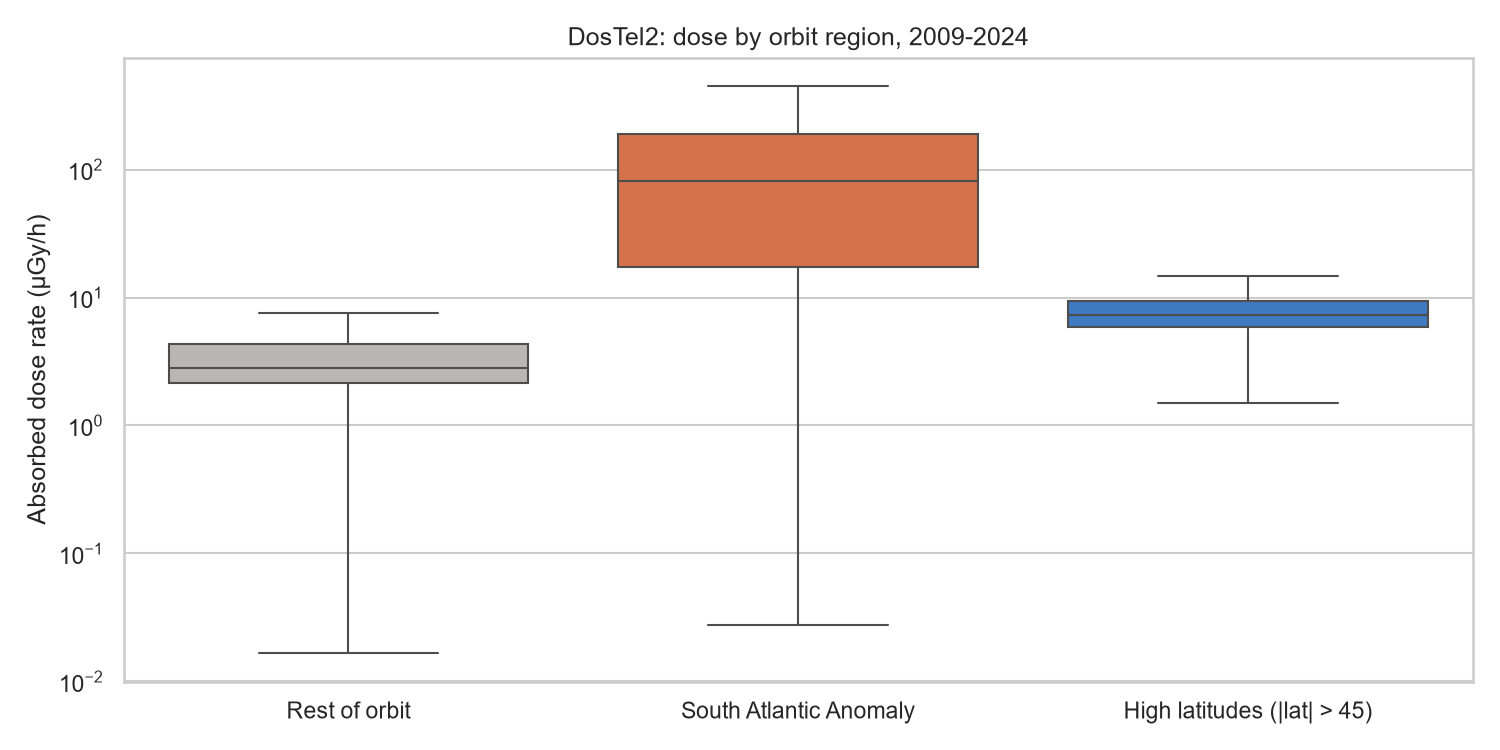 DosTel2: dose by orbit region, 2009-2024
Absorbed dose rate (µGy/h)
10²
10¹
10⁰
10⁻¹
10⁻²
Rest of orbit
South Atlantic Anomaly
High latitudes (|lat| > 45)